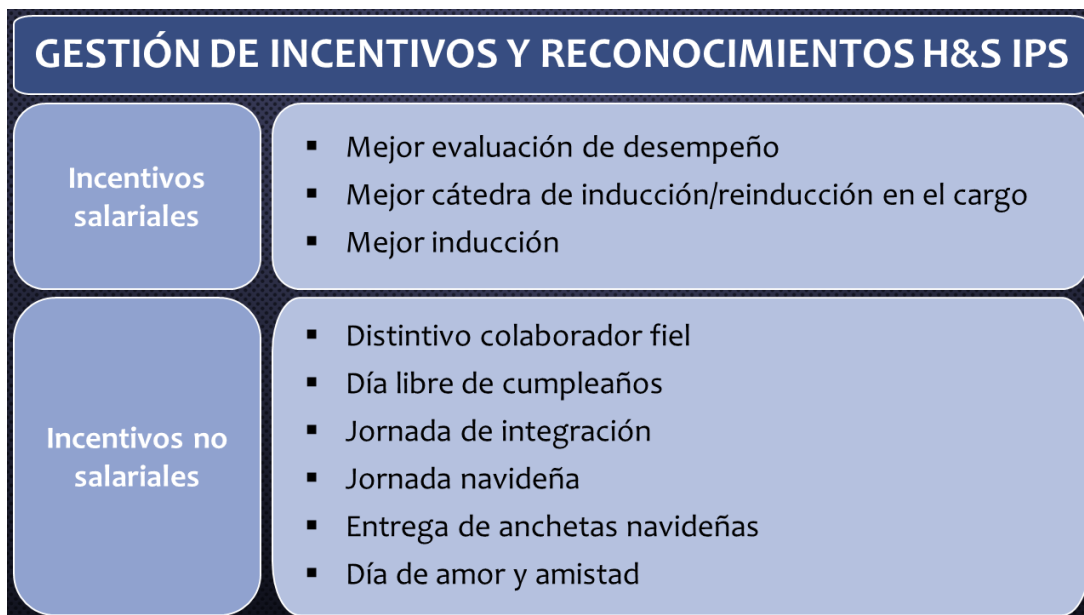 GESTIÓN DE INCENTIVOS Y RECONOCIMIENTOS H&S IPS
Incentivos
salariales
▪ Mejor evaluación de desempeño
▪ Mejor cátedra de inducción/reinducción en el cargo
▪ Mejor inducción
Incentivos no
salariales
▪ Distintivo colaborador fiel
▪ Día libre de cumpleaños
▪ Jornada de integración
▪ Jornada navideña
▪ Entrega de anchetas navideñas
▪ Día de amor y amistad